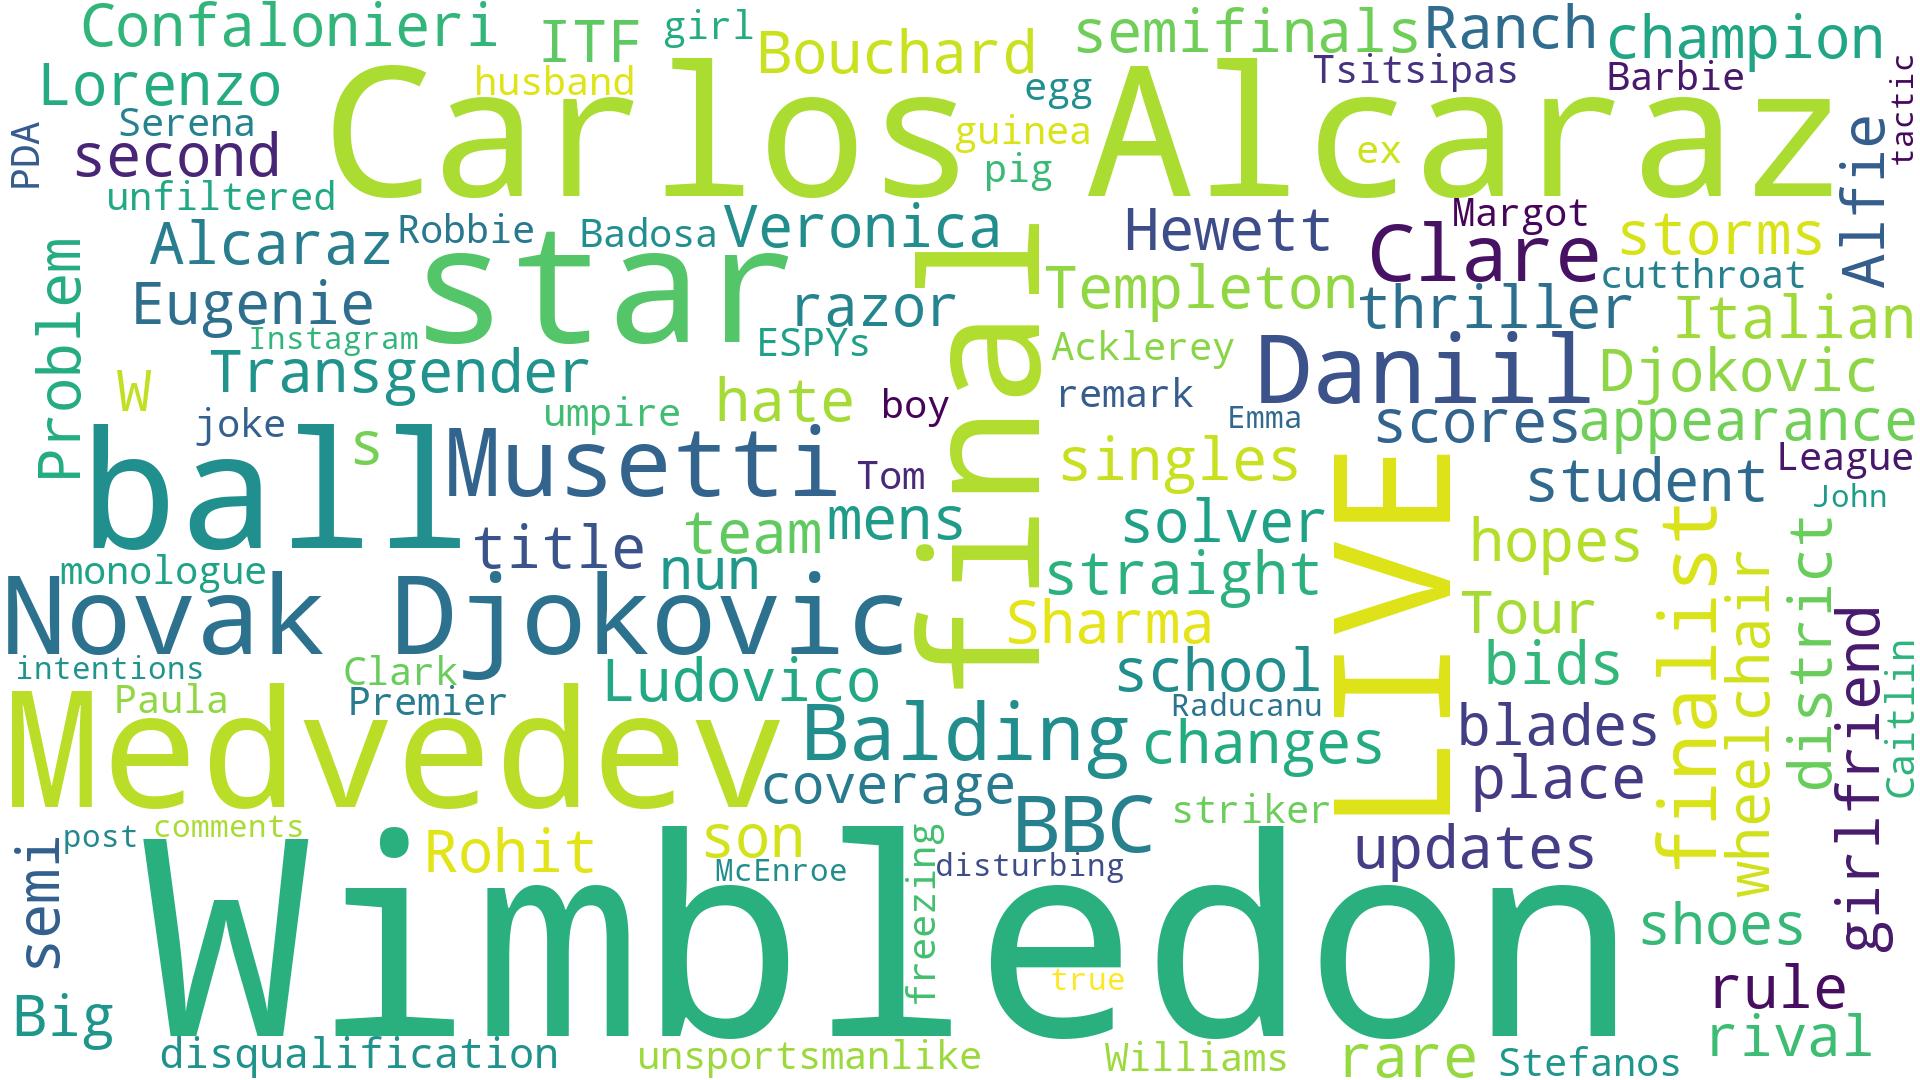 Confalonieri
ITF
girl
Bouchard
semifinals
Ranch
champion
Lorenzo
husband
Carlos Alcaraz
egg
Tsitsipas
Barbie
tactic
PDA
Serena
second
guinea
pig
ex
Alfie
unfiltered
Alcaraz
Robbie
star
Badosa
Veronica
final
Hewett
Margot
Clare
storms
cutthroat
Problem
Eugenie
Instagram
razor
ESPYs
Templeton
thriller
Italian
Transgender
Acklerey
Daniil
Djokovic
W
joke
s
umpire
hate
boy
remark
Emma
scores
appearance
ball
Musetti
Tom
singles
LIVE
student
League
John
title
team
mens
solver
hopes
finalist
district
monologue
nun
straight
wheelchair
Novak Djokovic
Sharma
Tour
girlfriend
intentions
Clark
Ludovico
school
bids
Caitlin
Medvedev
Paula
Premier
Balding
Raducanu
changes
blades
coverage
place
post
comments
BBC
striker
semi
Rohit
son
McEnroe
freezing
disturbing
updates
Wimbledon
true
shoes
Big
rule
rival
disqualification
unsportsmanlike
Williams
rare
Stefanos